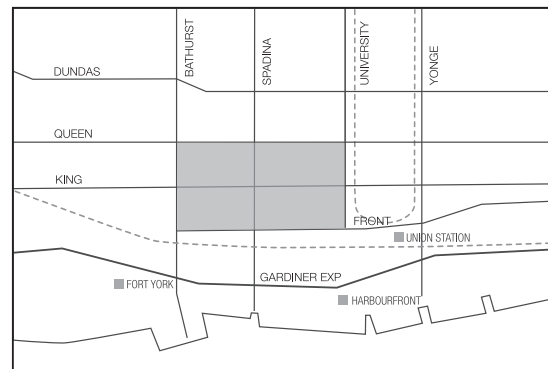 BATHURST
SPADINA
UNIVERSITY
YONGE
DUNDAS
QUEEN
KING
FRONT
UNION STATION
GARDINER EXP
FORT YORK
HARBOURFRONT